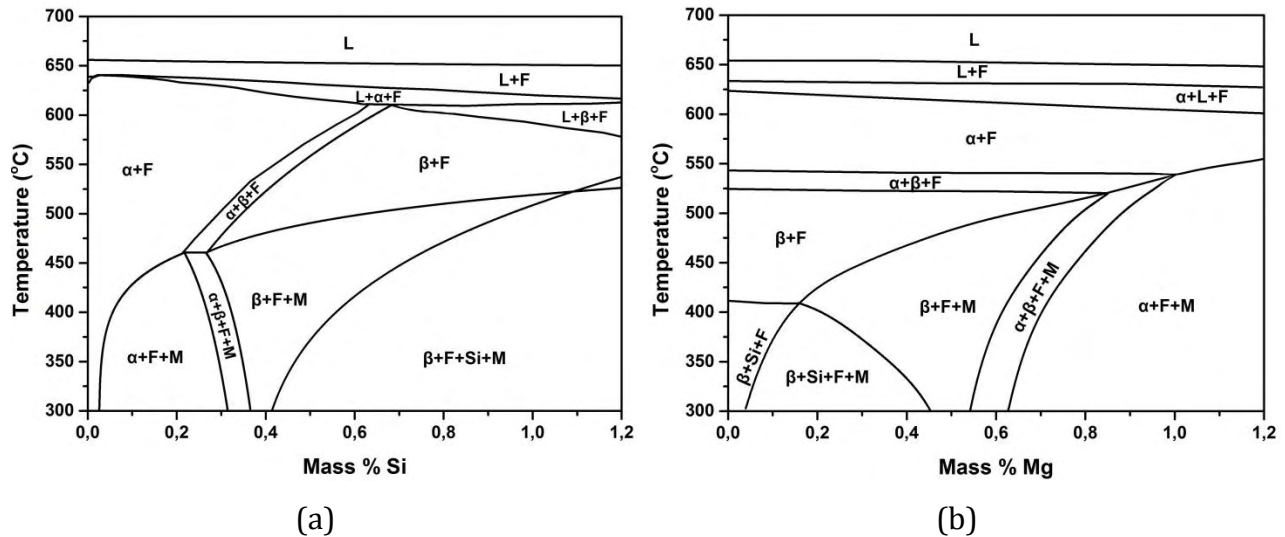 700
650
600
550
500
450
400
350
300
Temperature (°C)
L
L+F
L+α+F
L+β+F
α+F
α+β+F
β+F
α+F+M
α+β+F+M
β+F+M
β+F+Si+M
0,0 0,2 0,4 0,6 0,8 1,0 1,2
Mass % Si
(a)
700
650
600
550
500
450
400
350
300
Temperature (°C)
L
L+F
α+L+F
α+F
α+β+F
β+F
β+Si+F
β+Si+F+M
β+F+M
α+β+F+M
α+F+M
0,0 0,2 0,4 0,6 0,8 1,0 1,2
Mass % Mg
(b)